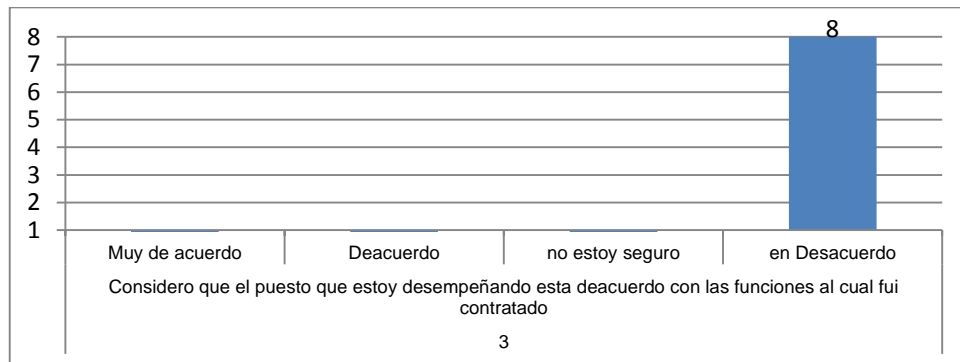 8
8
7
6
5
4
3
2
1
Muy de acuerdo
Deacuerdo
no estoy seguro
en Desacuerdo
Considero que el puesto que estoy desempeñando esta deacuerdo con las funciones al cual fui
contratado
3